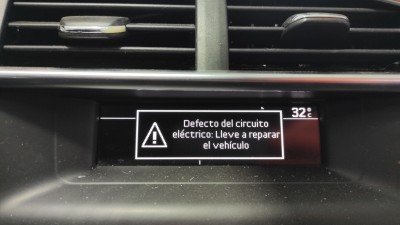 32°C
Defecto del circuito
eléctrico: Lleve a reparar
el vehículo